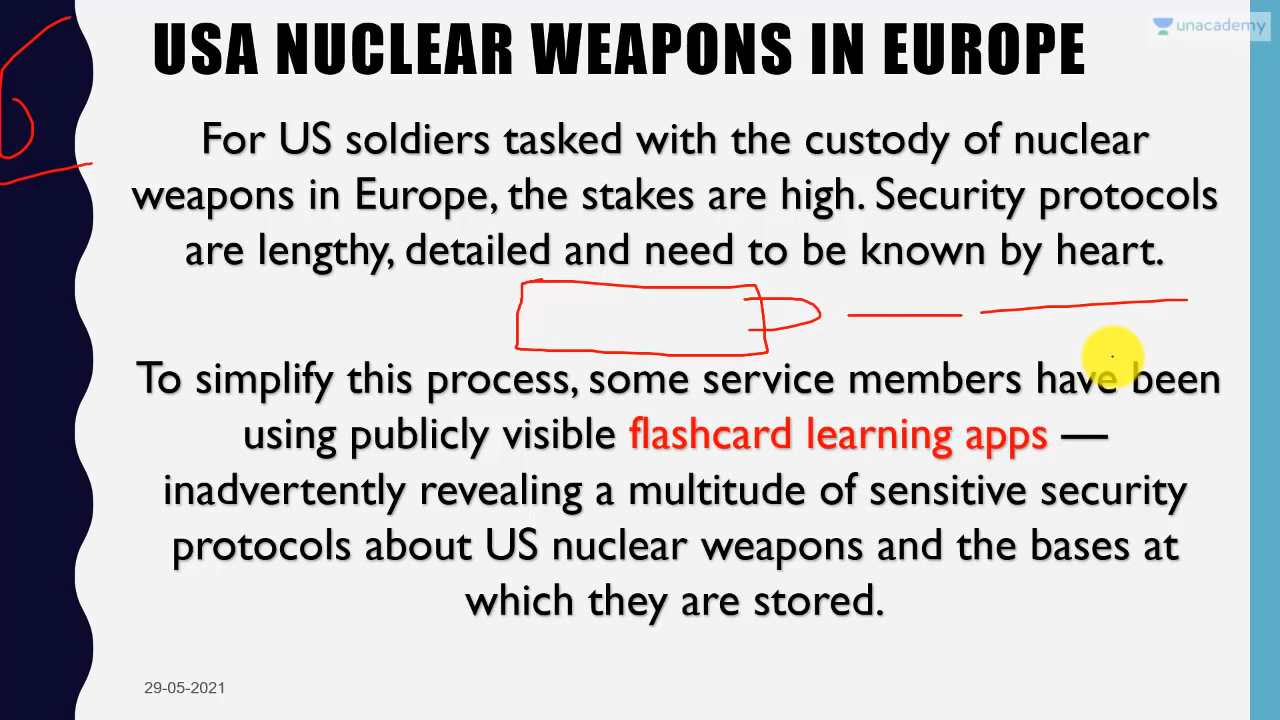 unacademy
USA NUCLEAR WEAPONS IN EUROPE
For US soldiers tasked with the custody of nuclear
weapons in Europe, the stakes are high. Security protocols
are lengthy, detailed and need to be known by heart.
To simplify this process, some service members have been
using publicly visible flashcard learning apps —
inadvertently revealing a multitude of sensitive security
protocols about US nuclear weapons and the bases at
which they are stored.
29-05-2021